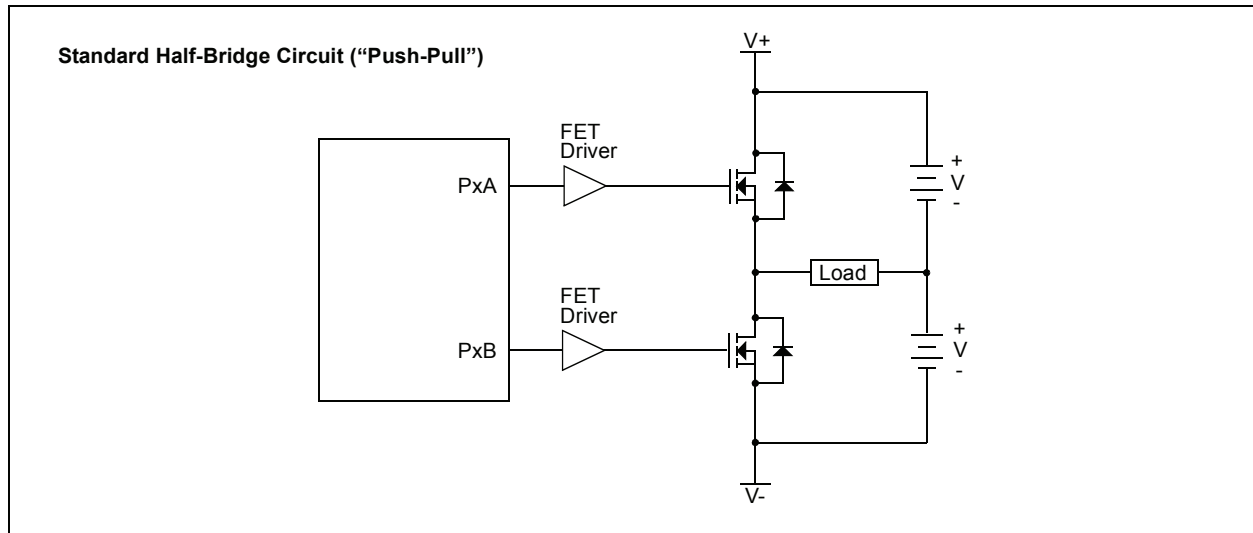 Standard Half-Bridge Circuit (“Push-Pull”)
V+
FET
Driver
PxA
+
V
-
Load
FET
Driver
PxB
+
V
-
V-